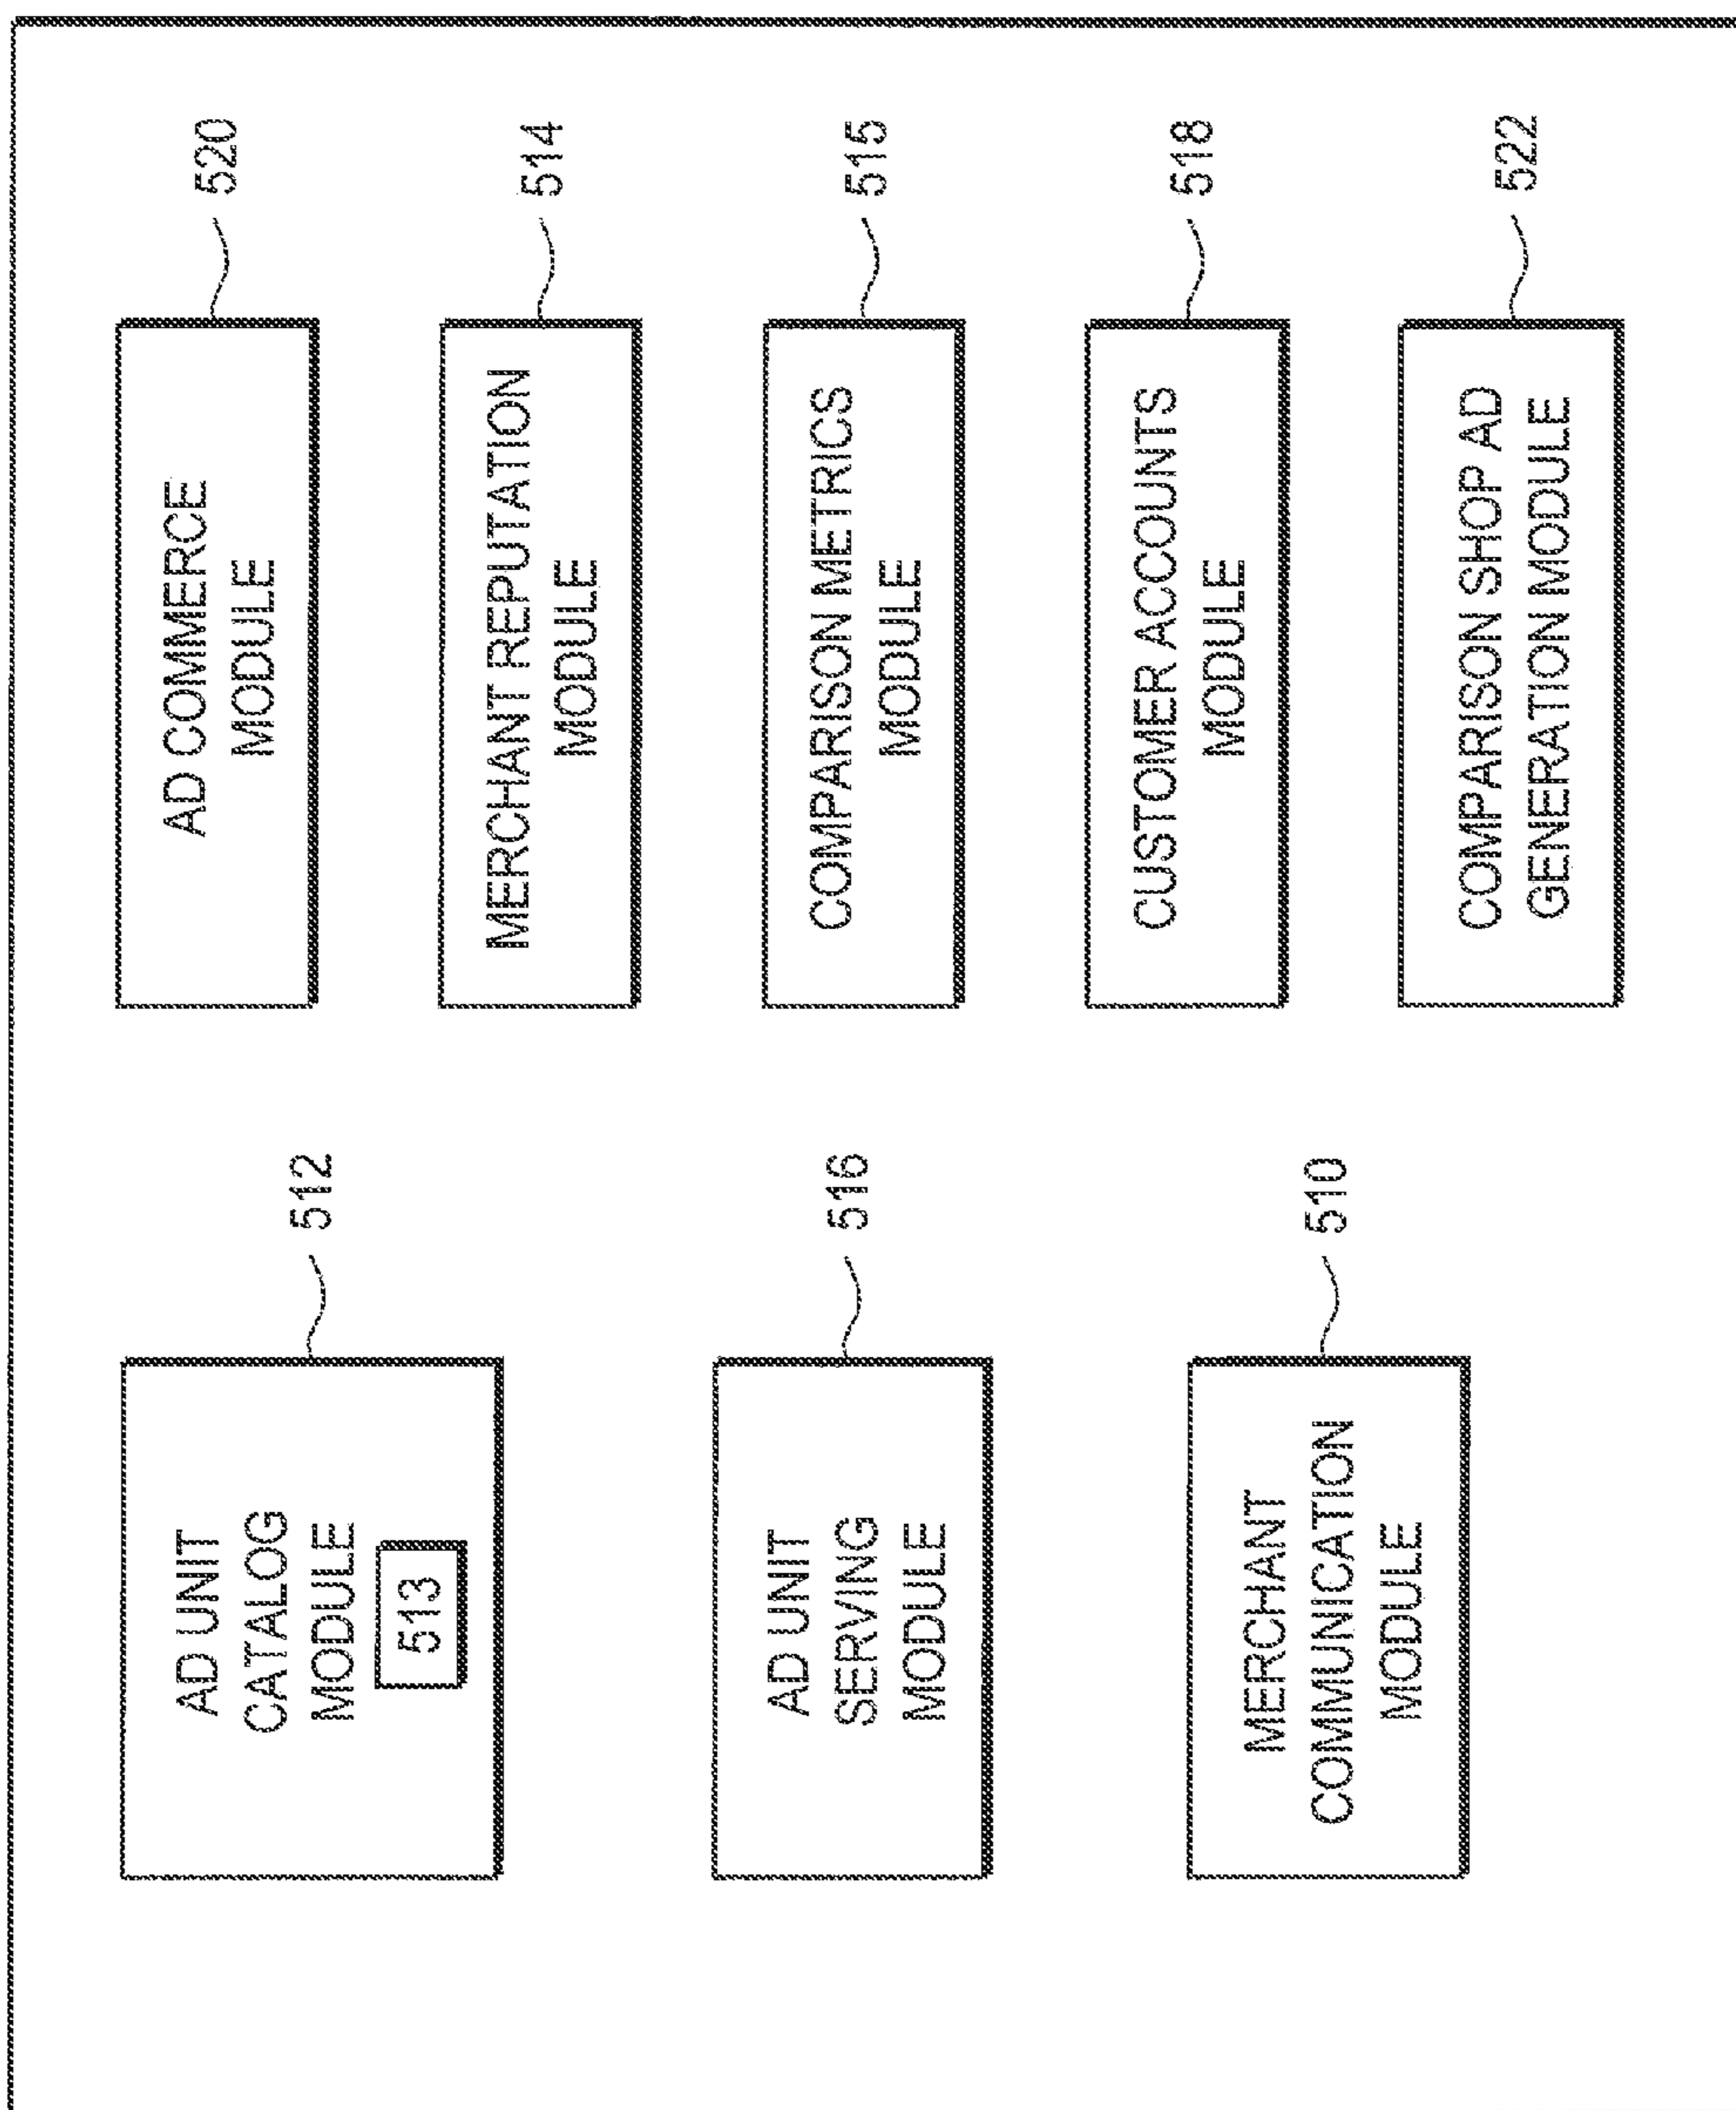 AD UNIT
CATALOG
MODULE
513
512
AD UNIT
SERVING
MODULE
516
MERCHANT
COMMUNICATION
MODULE
510
AD COMMERCE
MODULE
520
MERCHANT REPUTATION
MODULE
514
COMPARISON METRICS
MODULE
515
CUSTOMER ACCOUNTS
MODULE
518
COMPARISON SHOP AD
GENERATION MODULE
522